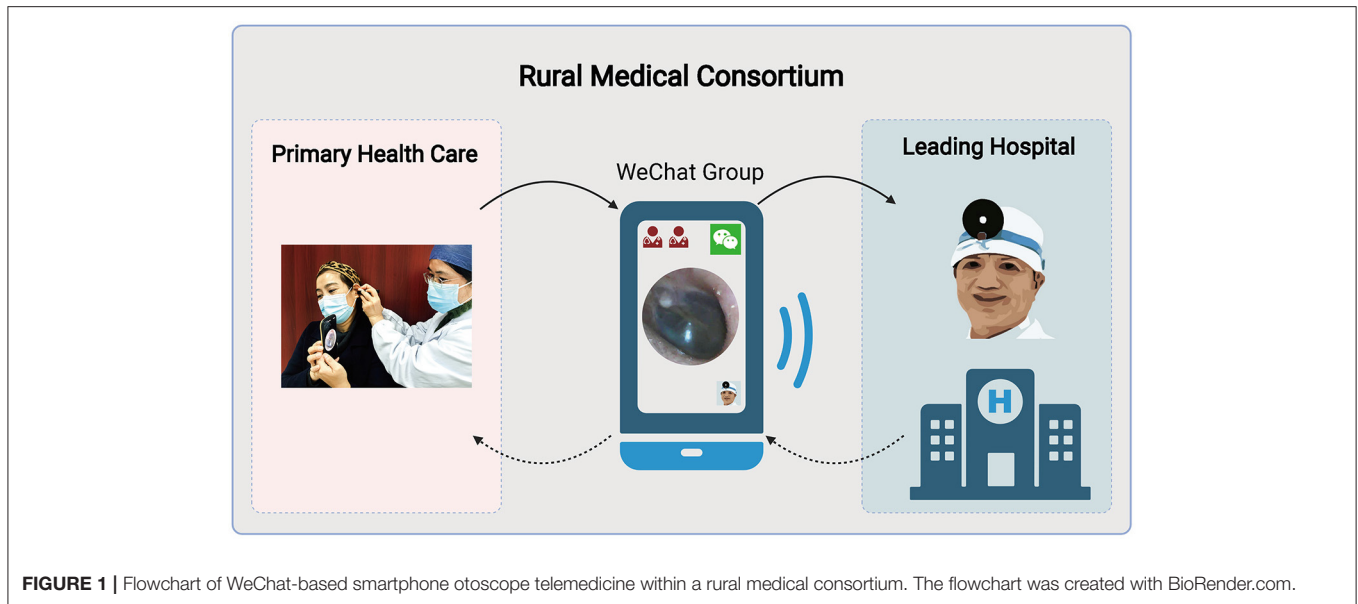 Rural Medical Consortium
Primary Health Care
WeChat Group
Leading Hospital
H
FIGURE 1 | Flowchart of WeChat-based smartphone otoscope telemedicine within a rural medical consortium. The flowchart was created with BioRender.com.